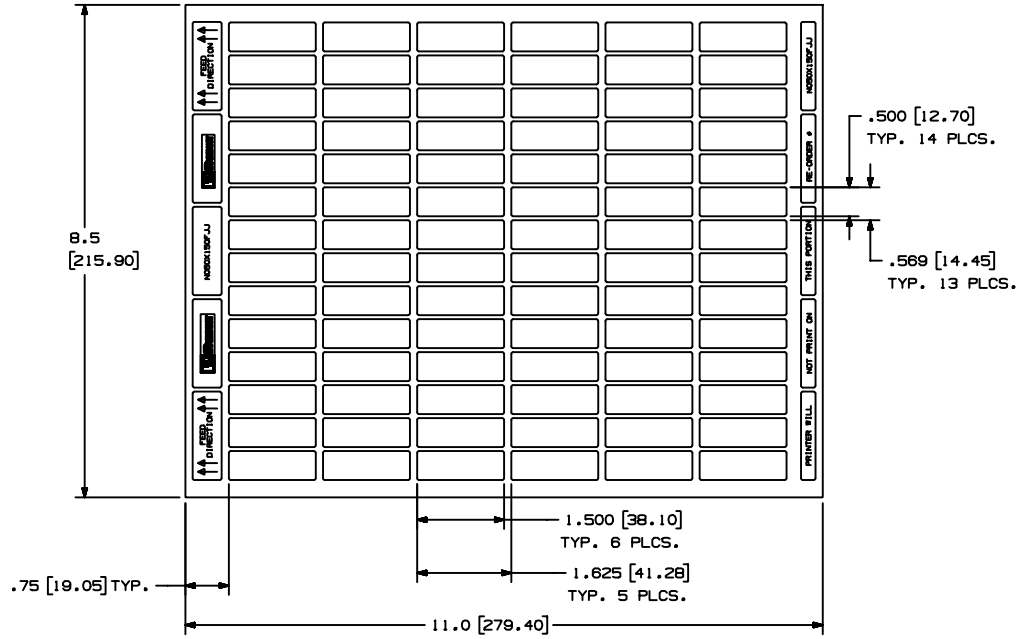 FEED
DIRECTION
N050X150FJJ
FEED
DIRECTION
N050X150FJJ
RE-ORDER #
THIS PORTION
NOT PRINT ON
PRINTER WILL
.500 [12.70]
TYP. 14 PLCS.
.569 [14.45]
TYP. 13 PLCS.
8.5
[215.90]
1.500 [38.10]
TYP. 6 PLCS.
1.625 [41.28]
TYP. 5 PLCS.
.75 [19.05] TYP.
11.0 [279.40]